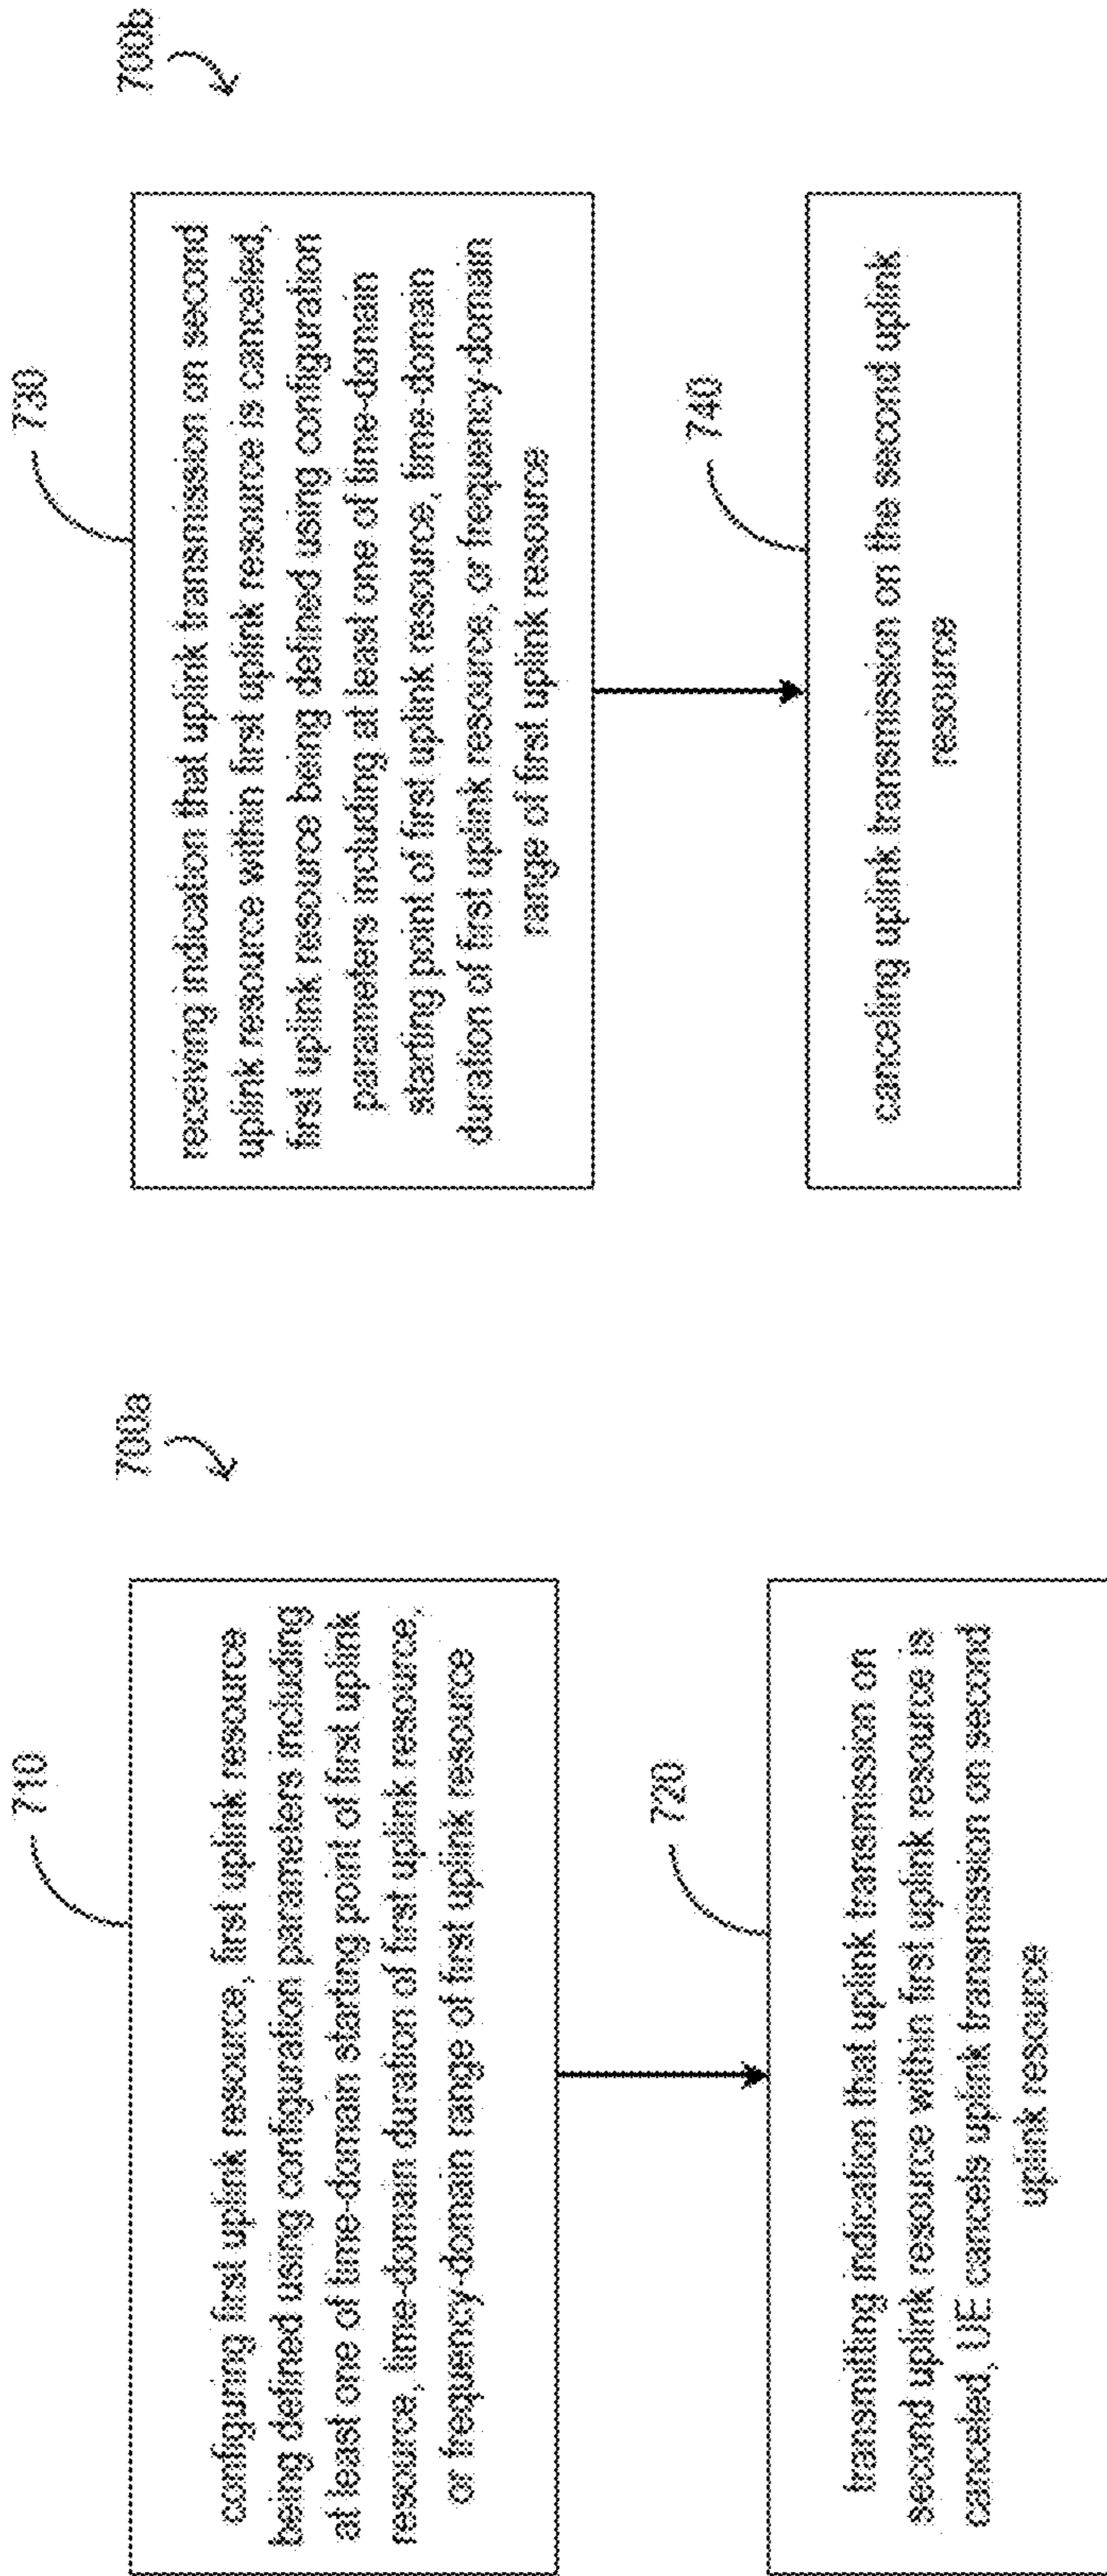 700a
710
configuring first uplink resource, first uplink resource
being defined using configuration parameters including
at least one of time-domain starting point of first uplink
resource, time-domain duration of first uplink resource,
or frequency-domain range of first uplink resource
720
transmitting indication that uplink transmission on
second uplink resource within first uplink resource is
canceled, UE cancels uplink transmission on second
uplink resource
700b
730
receiving indication that uplink transmission on second
uplink resource within first uplink resource is canceled,
first uplink resource being defined using configuration
parameters including at least one of time-domain
starting point of first uplink resource, time-domain
duration of first uplink resource, or frequency-domain
range of first uplink resource
740
canceling uplink transmission on the second uplink
resource